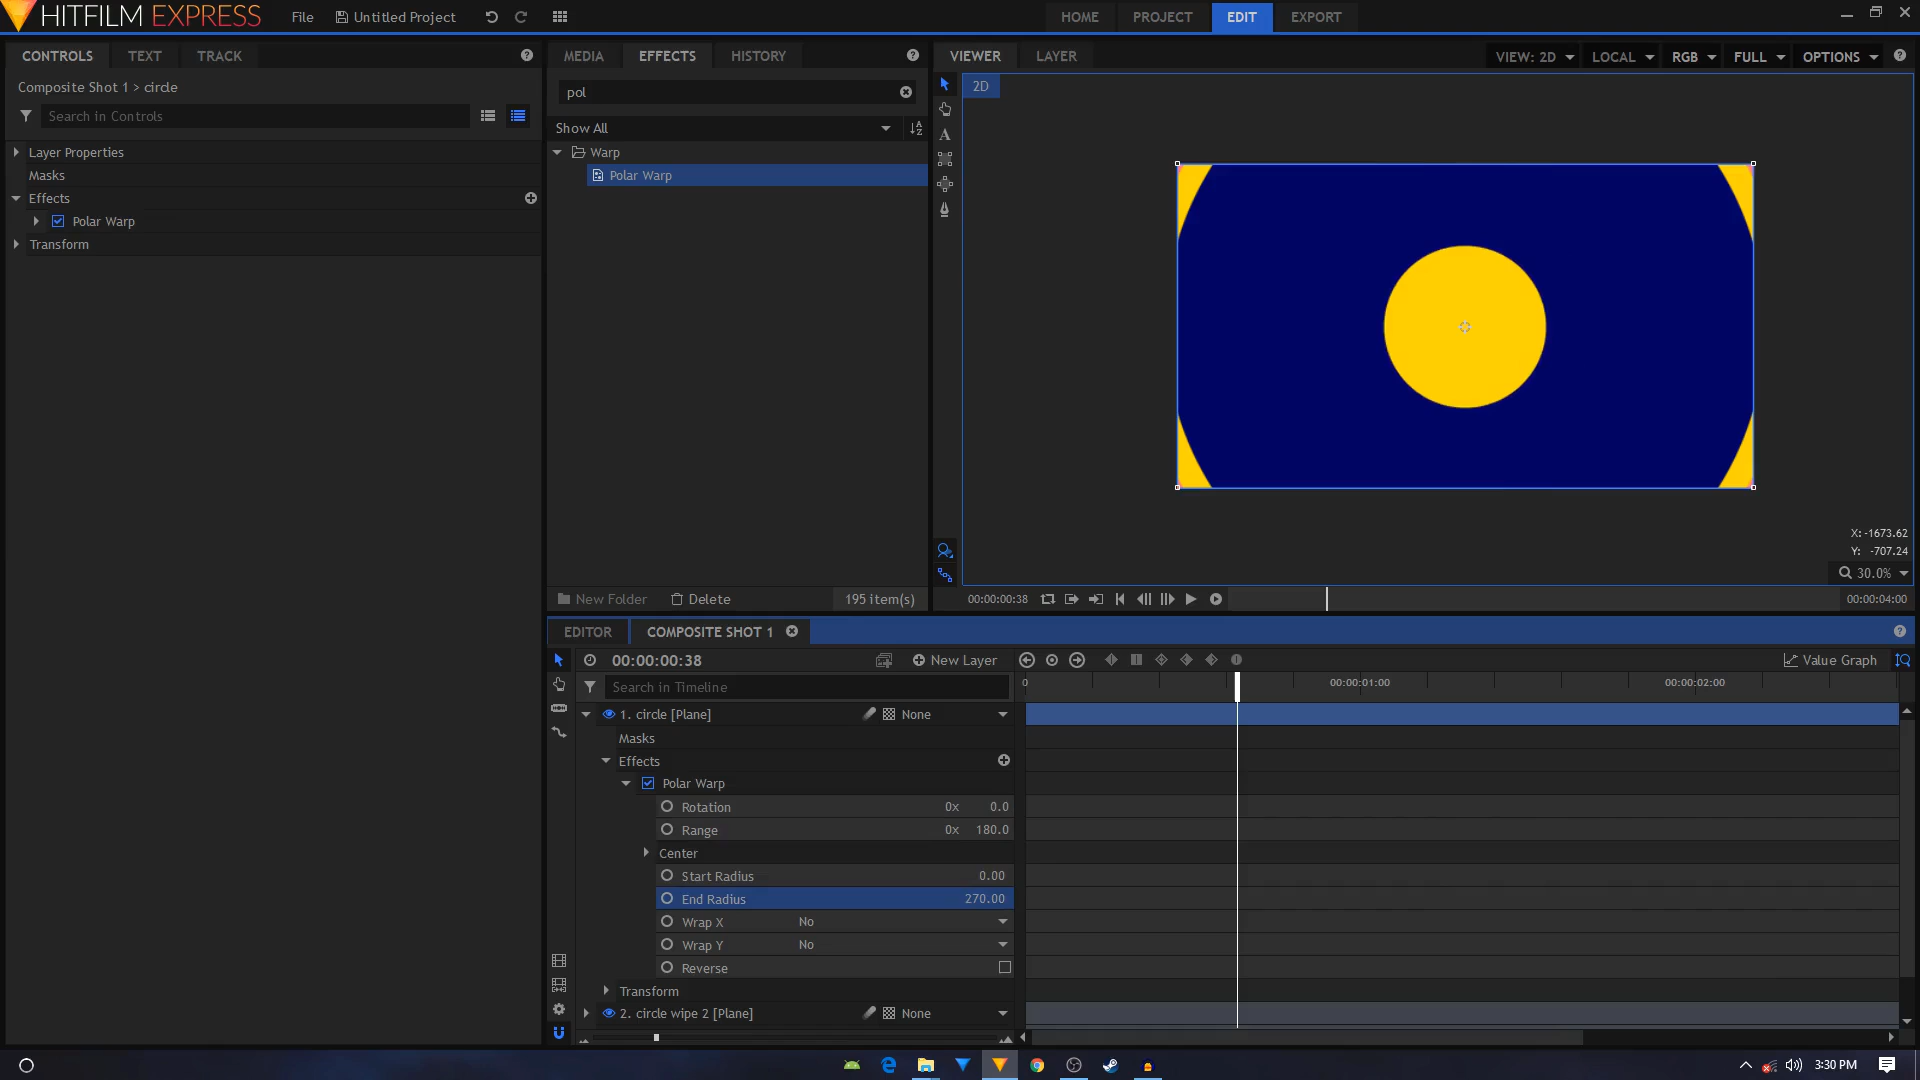 HITFILM EXPRESS
File
Untitled Project
HOME
PROJECT
EDIT
EXPORT
CONTROLS
TEXT
TRACK
MEDIA
EFFECTS
HISTORY
VIEWER
LAYER
VIEW: 2D
LOCAL
RGB
FULL
OPTIONS
Composite Shot 1 > circle
Search in Controls
Layer Properties
Masks
Effects
Polar Warp
Transform
pol
Show All
Warp
Polar Warp
New Folder
Delete
195 item(s)
2D
X: -1673.62
Y: -707.24
30.0%
00:00:00:38
00:00:04:00
EDITOR
COMPOSITE SHOT 1
00:00:00:38
New Layer
Value Graph
Search in Timeline
0
00:00:01:00
00:00:02:00
1. circle [Plane]
None
Masks
Effects
Polar Warp
Rotation 0x 0.0
Range 0x 180.0
Center
Start Radius 0.00
End Radius 270.00
Wrap X No
Wrap Y No
Reverse
Transform
2. circle wipe 2 [Plane]
None
3:30 PM